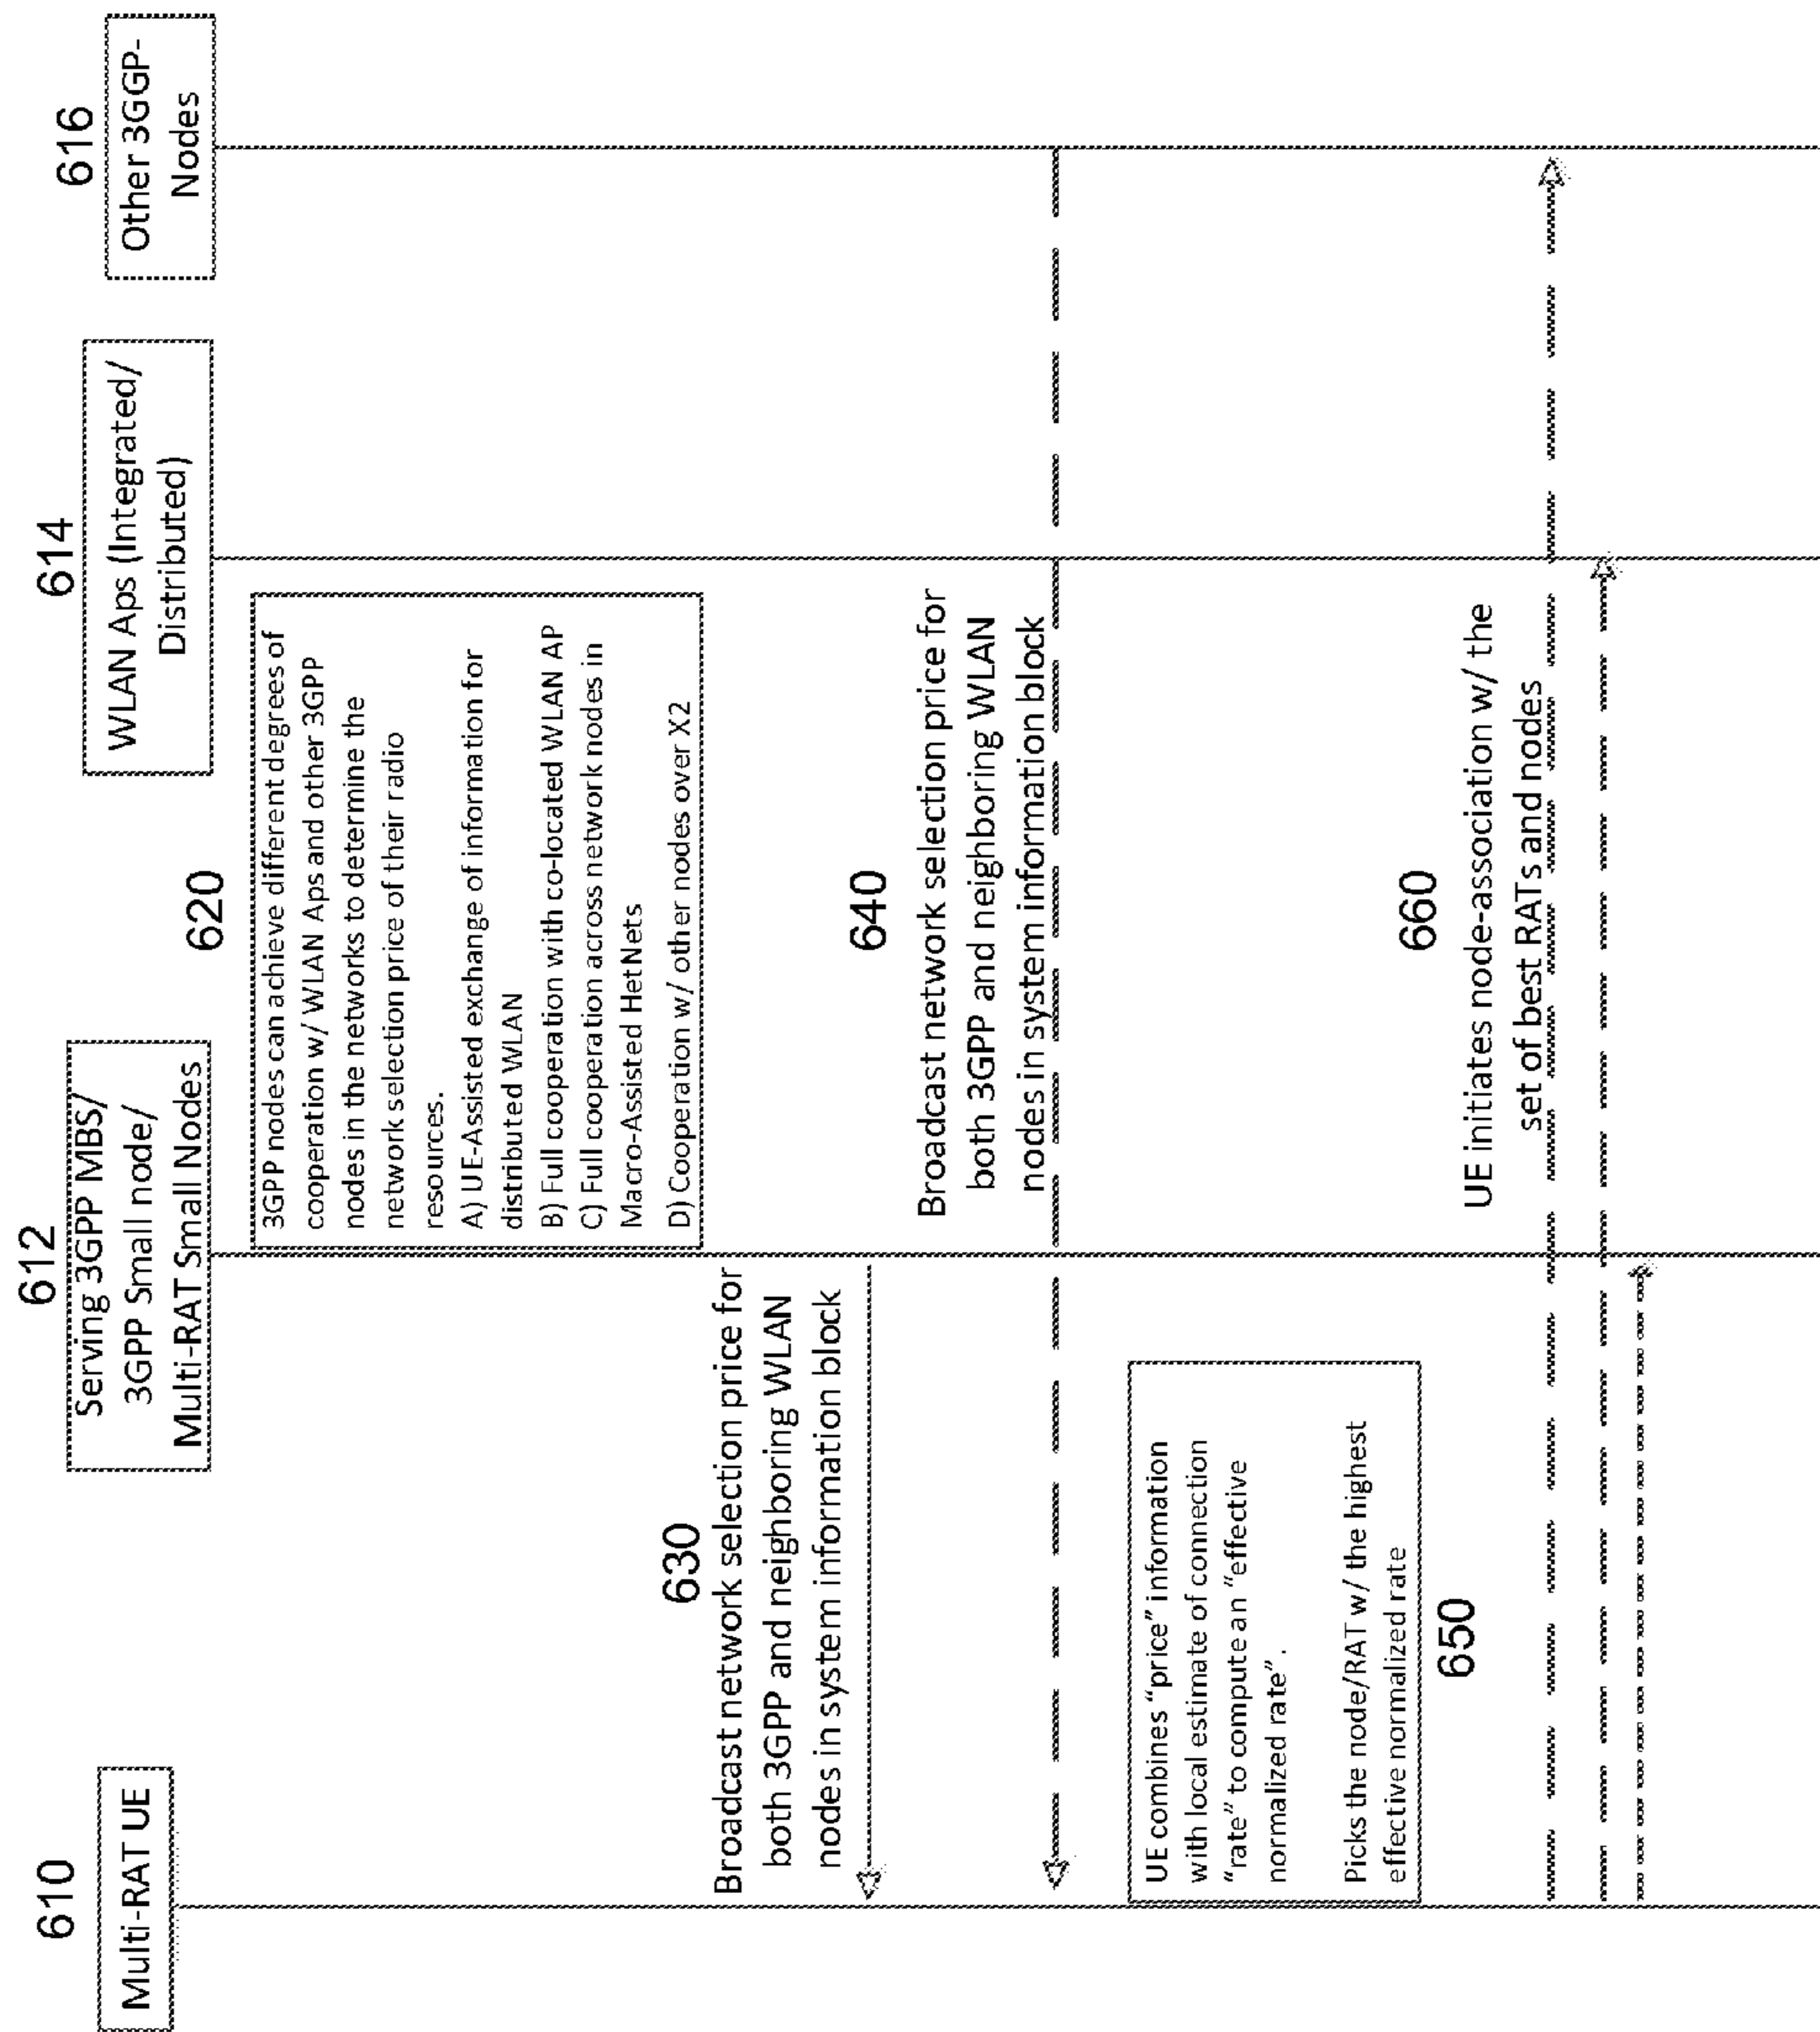 610
Multi-RAT UE
612
Serving 3GPP MBS/
3GPP Small node/
Multi-RAT Small Nodes
614
WLAN Aps (Integrated/
Distributed)
616
Other 3GGP-
Nodes
620
3GPP nodes can achieve different degrees of
cooperation w/ WLAN Aps and other 3GPP
nodes in the networks to determine the
network selection price of their radio
resources.
A) UE-Assisted exchange of information for
distributed WLAN
B) Full cooperation with co-located WLAN AP
C) Full cooperation across network nodes in
Macro-Assisted HetNets
D) Cooperation w/ other nodes over X2
630
Broadcast network selection price for
both 3GPP and neighboring WLAN
nodes in system information block
640
Broadcast network selection price for
both 3GPP and neighboring WLAN
nodes in system information block
UE combines "price" information
with local estimate of connection
"rate" to compute an "effective
normalized rate".
Picks the node/RAT w/ the highest
effective normalized rate
650
660
UE initiates node-association w/ the
set of best RATs and nodes